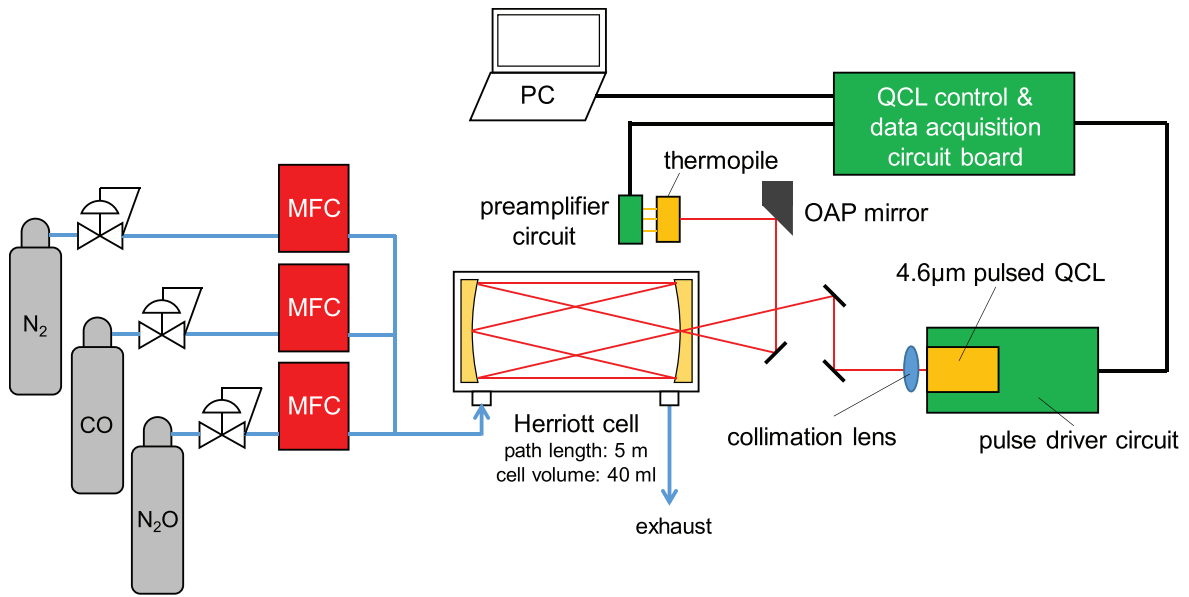 PC
QCL control &
data acquisition
circuit board
thermopile
preamplifier
circuit
OAP mirror
MFC
MFC
MFC
N₂
CO
N₂O
4.6µm pulsed QCL
collimation lens
pulse driver circuit
Herriott cell
path length: 5 m
cell volume: 40 ml
exhaust